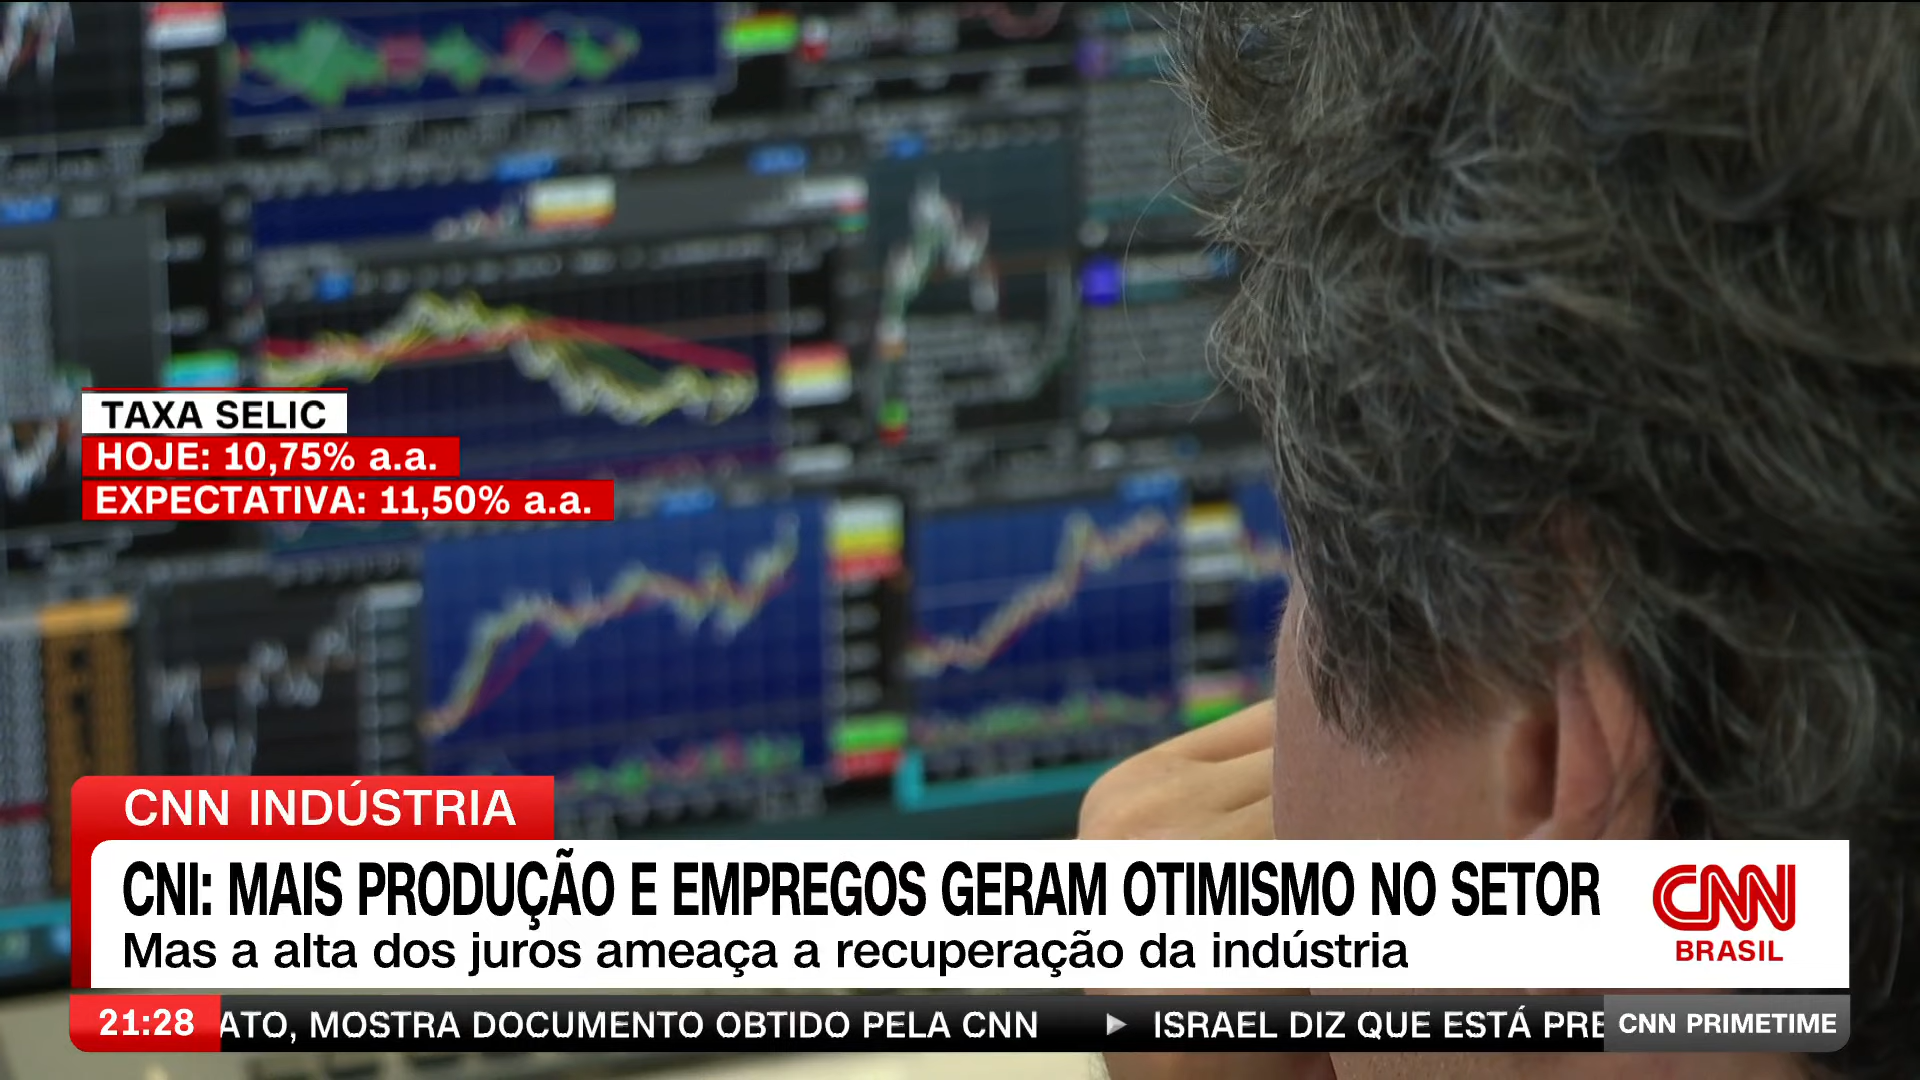 TAXA SELIC
HOJE: 10,75% a.a.
EXPECTATIVA: 11,50% a.a.
CNN INDÚSTRIA
CNI: MAIS PRODUÇÃO E EMPREGOS GERAM OTIMISMO NO SETOR
Mas a alta dos juros ameaça a recuperação da indústria
CNN
BRASIL
21:28
ATO, MOSTRA DOCUMENTO OBTIDO PELA CNN
ISRAEL DIZ QUE ESTÁ PRE
CNN PRIMETIME